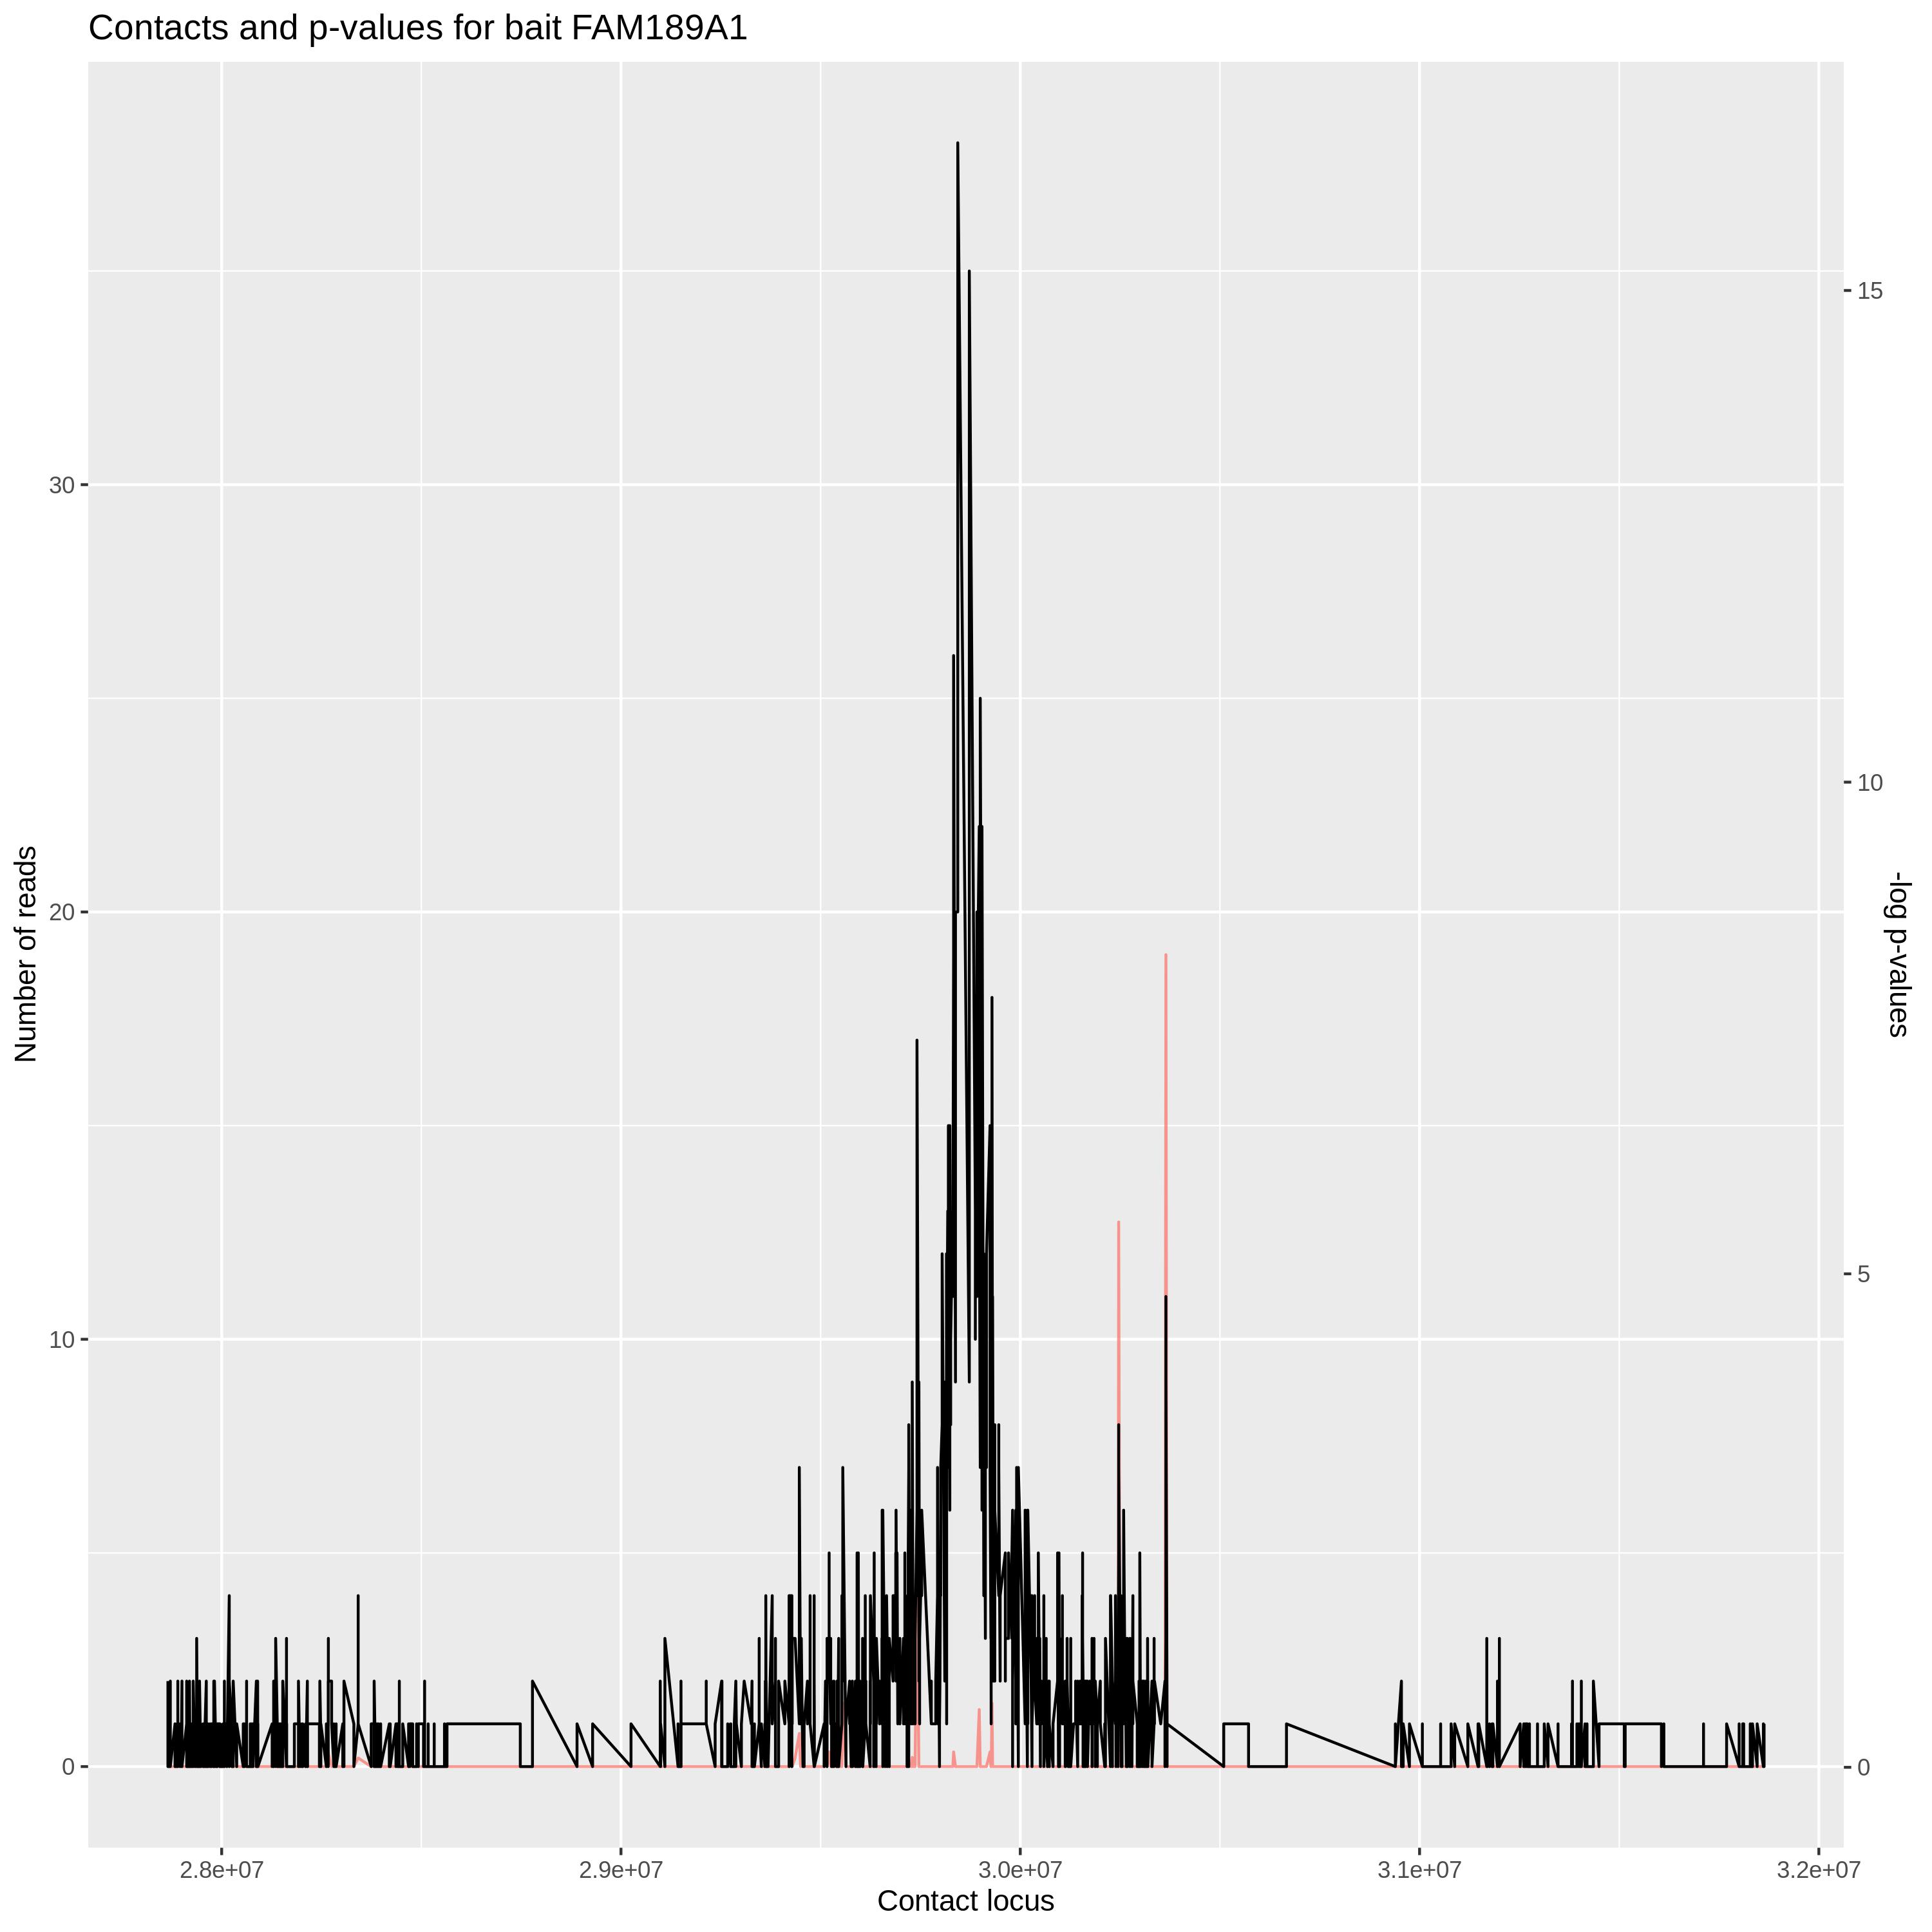 Contacts and p-values for bait FAM189A1
Number of reads
30
20
10
0
15
10
5
0
-log p-values
2.8e+07 2.9e+07 3.0e+07 3.1e+07 3.2e+07
Contact locus